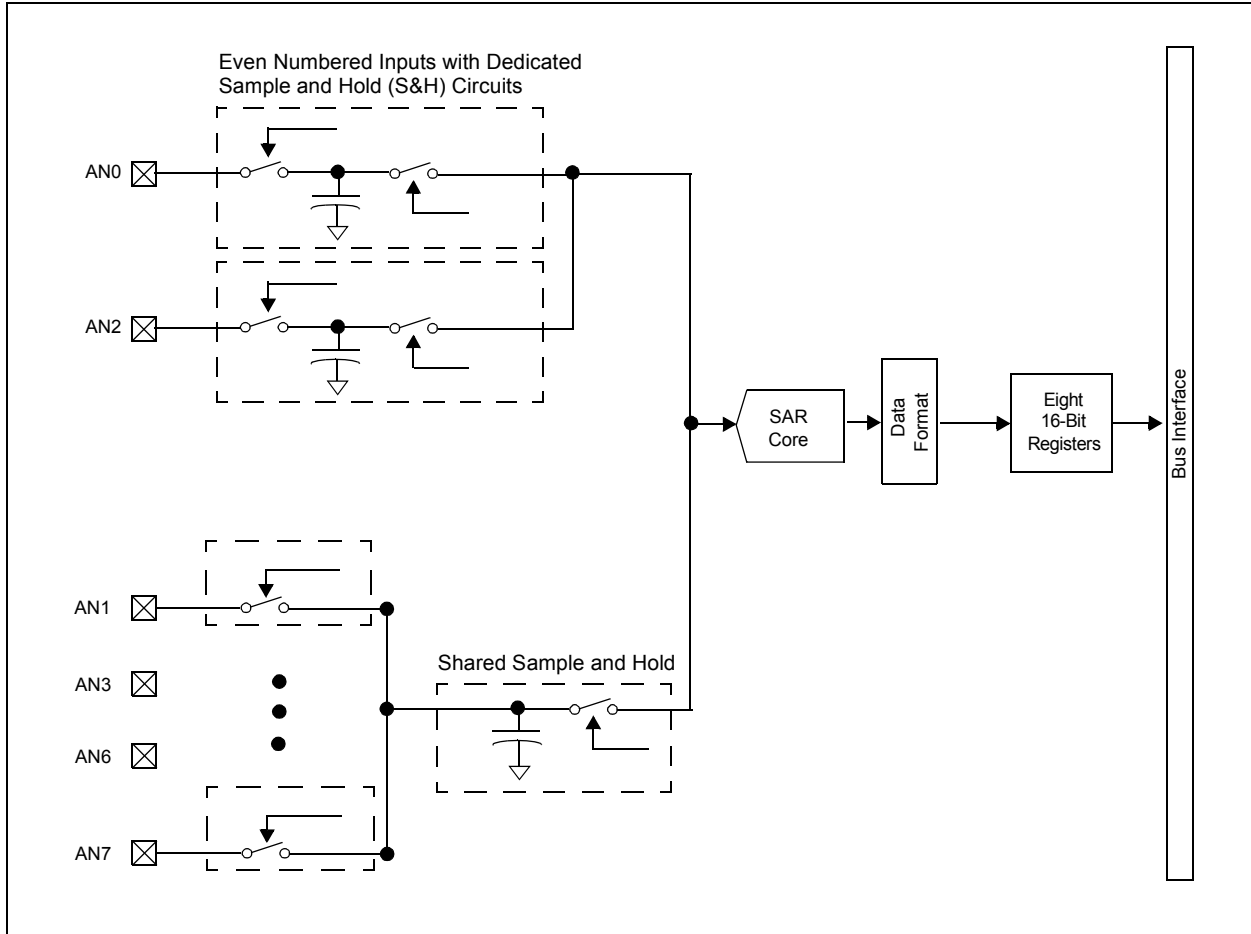 Even Numbered Inputs with Dedicated
Sample and Hold (S&H) Circuits
AN0
AN2
SAR
Core
Data
Format
Eight
16-Bit
Registers
Bus Interface
AN1
Shared Sample and Hold
AN3
AN6
AN7